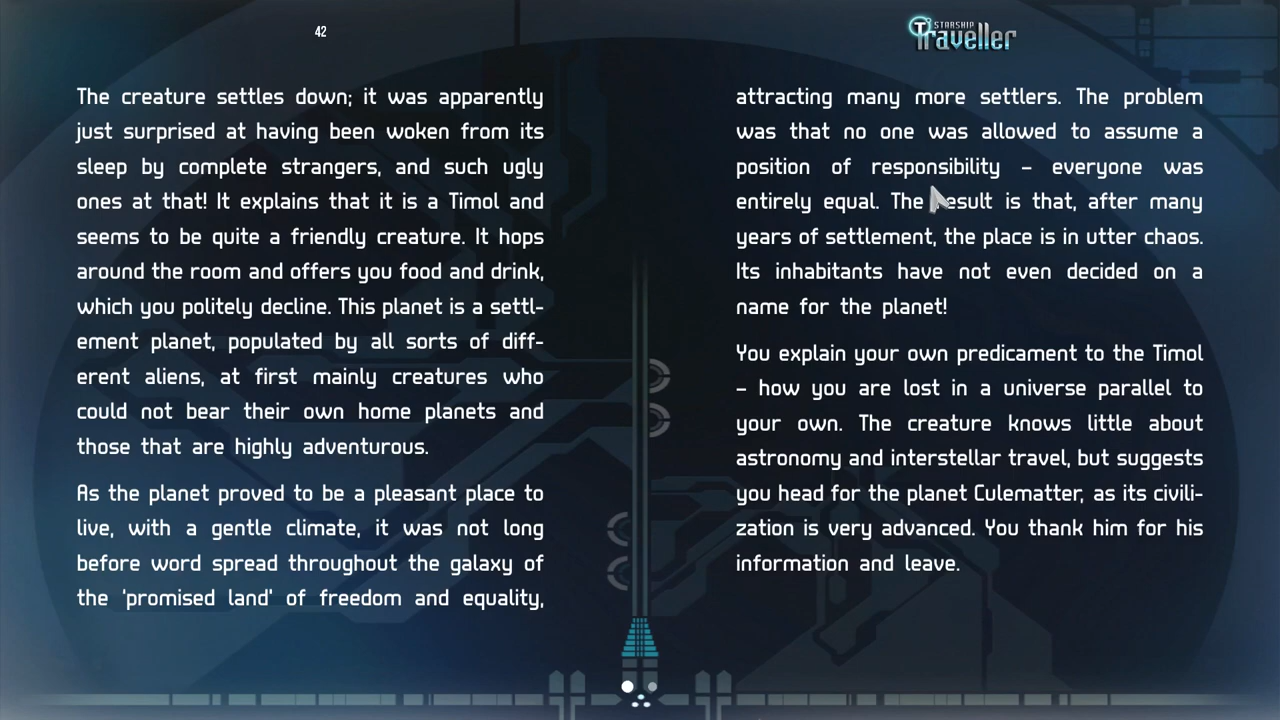 42
STARSHIP
Traveller
The creature settles down; it was apparently
just surprised at having been woken from its
sleep by complete strangers, and such ugly
ones at that! It explains that it is a Timol and
seems to be quite a friendly creature. It hops
around the room and offers you food and drink,
which you politely decline. This planet is a settl-
ement planet, populated by all sorts of diff-
erent aliens, at first mainly creatures who
could not bear their own home planets and
those that are highly adventurous.
As the planet proved to be a pleasant place to
live, with a gentle climate, it was not long
before word spread throughout the galaxy of
the 'promised land' of freedom and equality,
attracting many more settlers. The problem
was that no one was allowed to assume a
position of responsibility – everyone was
entirely equal. The result is that, after many
years of settlement, the place is in utter chaos.
Its inhabitants have not even decided on a
name for the planet!
You explain your own predicament to the Timol
– how you are lost in a universe parallel to
your own. The creature knows little about
astronomy and interstellar travel, but suggests
you head for the planet Culematter, as its civili-
zation is very advanced. You thank him for his
information and leave.